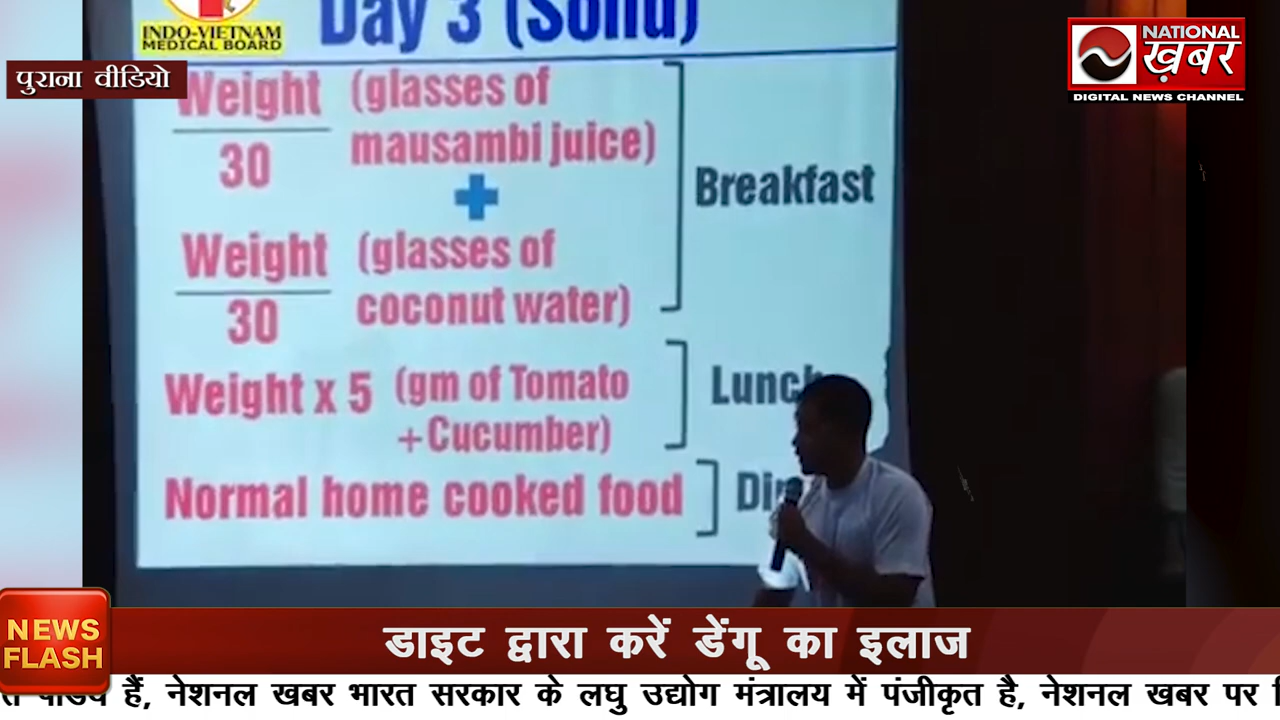 INDO-VIETNAM
MEDICAL BOARD
Day 3 (Solid)
पुराना वीडियो
NATIONAL
ख़बर
DIGITAL NEWS CHANNEL
Weight (glasses of
30 mausambi juice)
+
Breakfast
Weight (glasses of
30 coconut water)
Weight x 5 (gm of Tomato
+Cucumber)
Lunch
Normal home cooked food
NEWS
FLASH
डाइट द्वारा करें डेंगू का इलाज
हैं, नेशनल खबर भारत सरकार के लघु उद्योग मंत्रालय में पंजीकृत है, नेशनल खबर पर